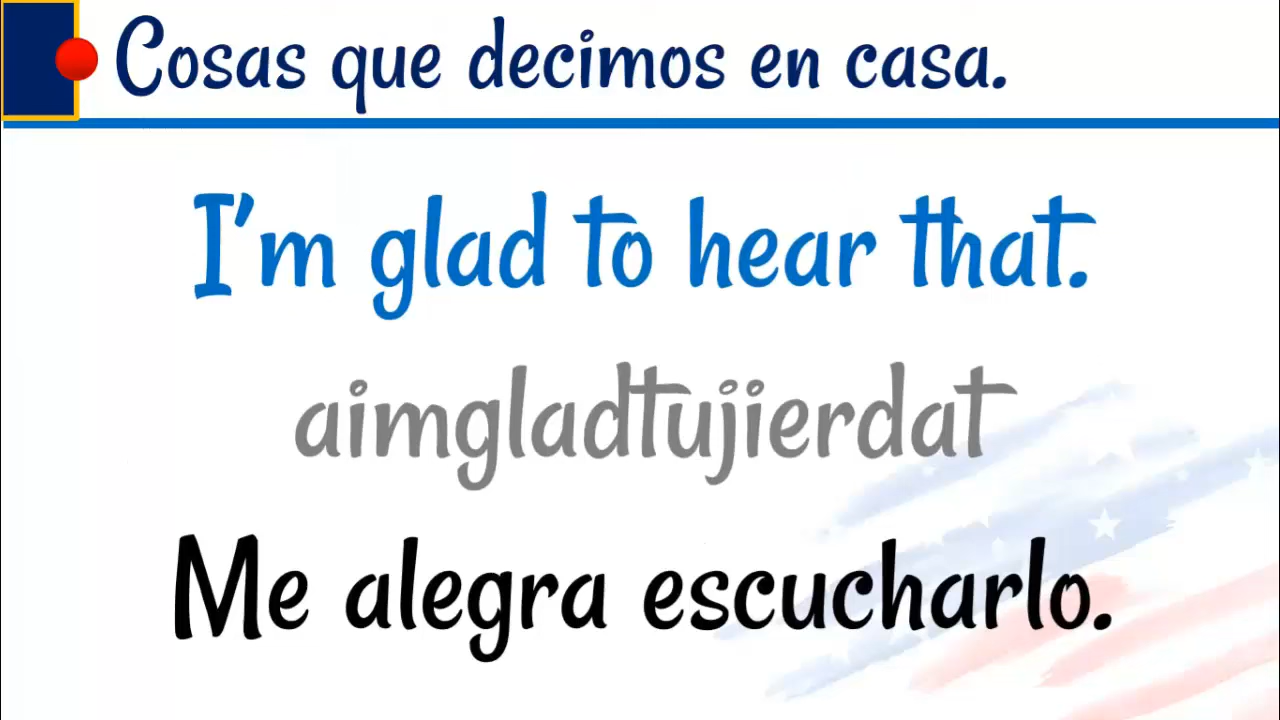 Cosas que decimos en casa.
I'm glad to hear that.
aimgladtujierdat
Me alegra escucharlo.